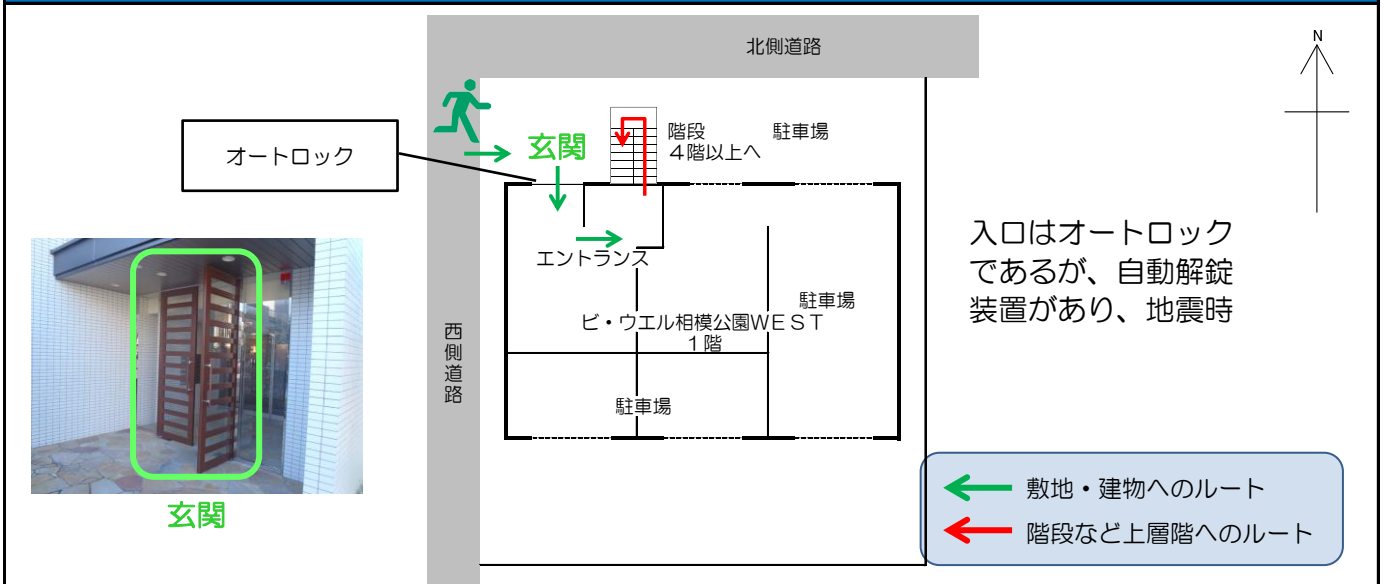 北側道路
N
階段
４階以上へ
駐車場
オートロック
玄関
エントランス
入口はオートロック
であるが、自動解錠
装置があり、地震時
駐車場
ビ・ウエル相模公園ＷＥＳＴ
１階
西側道路
駐車場
敷地・建物へのルート
階段など上層階へのルート
玄関